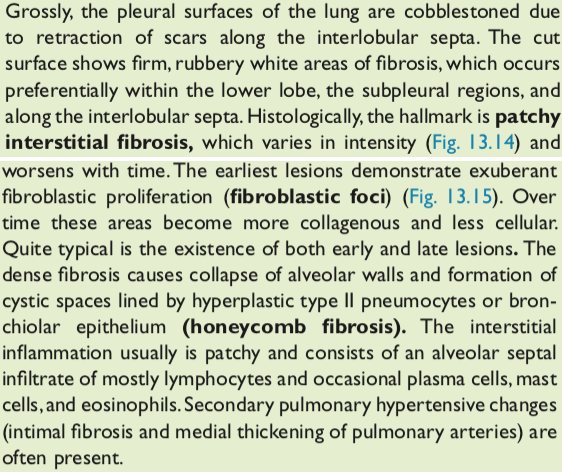 Grossly, the pleural surfaces of the lung are cobblestoned due
to retraction of scars along the interlobular septa. The cut
surface shows firm, rubbery white areas of fibrosis, which occurs
preferentially within the lower lobe, the subpleural regions, and
along the interlobular septa. Histologically, the hallmark is patchy
interstitial fibrosis, which varies in intensity (Fig. 13.14) and
worsens with time. The earliest lesions demonstrate exuberant
fibroblastic proliferation (fibroblastic foci) (Fig. 13.15). Over
time these areas become more collagenous and less cellular.
Quite typical is the existence of both early and late lesions. The
dense fibrosis causes collapse of alveolar walls and formation of
cystic spaces lined by hyperplastic type II pneumocytes or bron-
chiolar epithelium (honeycomb fibrosis). The interstitial
inflammation usually is patchy and consists of an alveolar septal
infiltrate of mostly lymphocytes and occasional plasma cells, mast
cells, and eosinophils. Secondary pulmonary hypertensive changes
(intimal fibrosis and medial thickening of pulmonary arteries) are
often present.